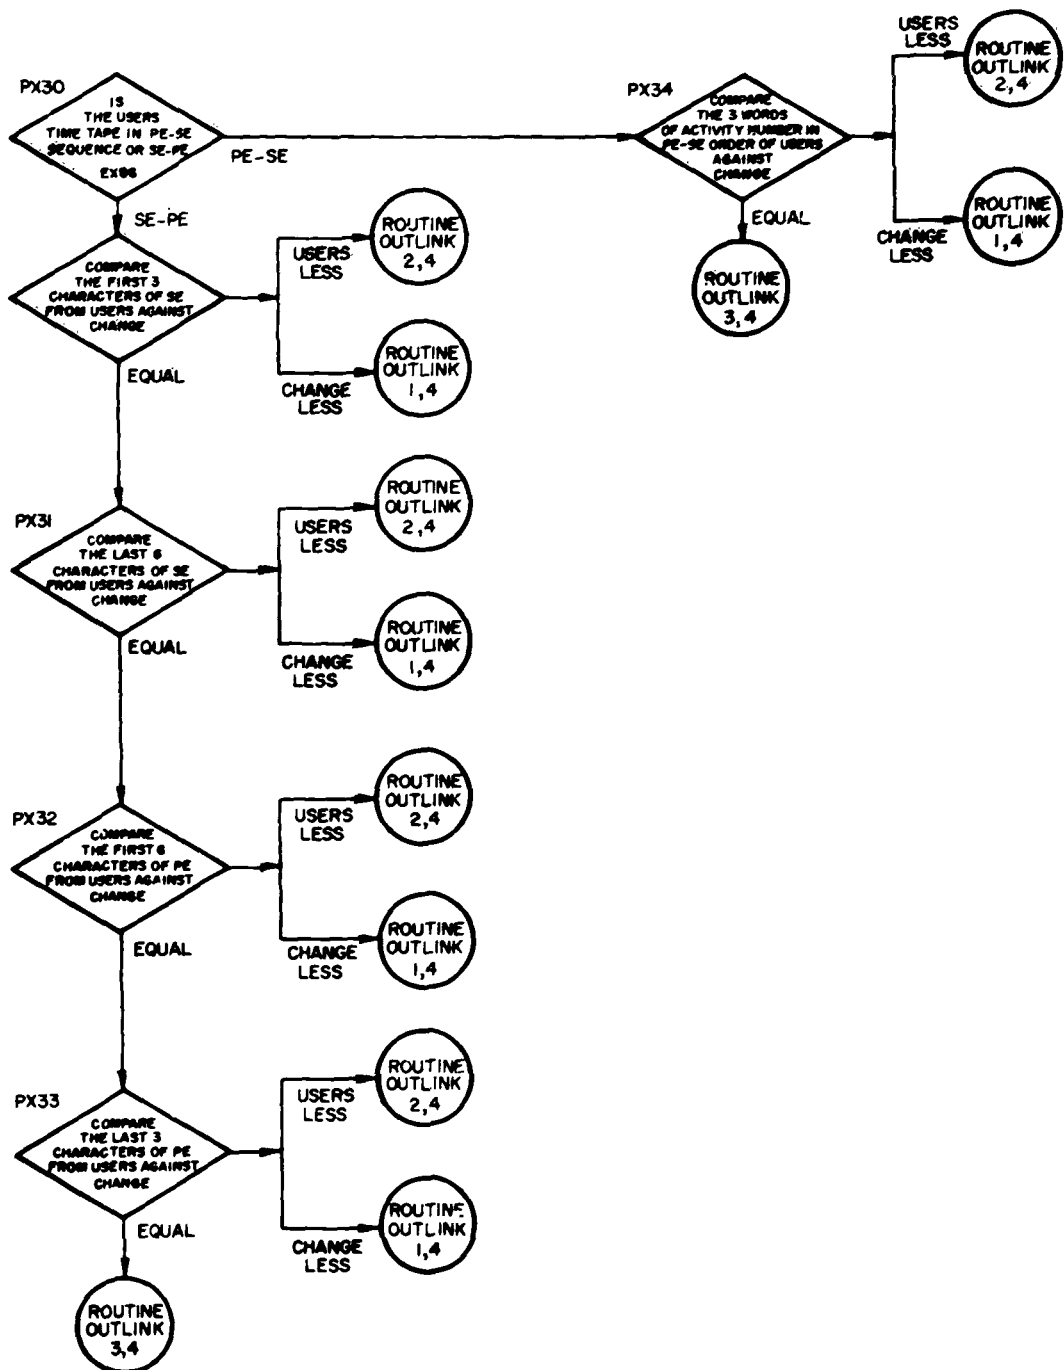 PX30
IS
THE USERS
TIME TAPE IN PE-SE
SEQUENCE OR SE-PE
EX96
PE-SE
SE-PE
PX34
COMPARE
THE 3 WORDS
OF ACTIVITY NUMBER IN
PE-SE ORDER OF USERS
AGAINST
CHANGE
USERS
LESS
ROUTINE
OUTLINK
2,4
CHANGE
LESS
ROUTINE
OUTLINK
1,4
EQUAL
ROUTINE
OUTLINK
3,4
COMPARE
THE FIRST 3
CHARACTERS OF SE
FROM USERS AGAINST
CHANGE
USERS
LESS
ROUTINE
OUTLINK
2,4
CHANGE
LESS
ROUTINE
OUTLINK
1,4
EQUAL
PX31
COMPARE
THE LAST 6
CHARACTERS OF SE
FROM USERS AGAINST
CHANGE
USERS
LESS
ROUTINE
OUTLINK
2,4
CHANGE
LESS
ROUTINE
OUTLINK
1,4
EQUAL
PX32
COMPARE
THE FIRST 6
CHARACTERS OF PE
FROM USERS AGAINST
CHANGE
USERS
LESS
ROUTINE
OUTLINK
2,4
CHANGE
LESS
ROUTINE
OUTLINK
1,4
EQUAL
PX33
COMPARE
THE LAST 3
CHARACTERS OF PE
FROM USERS AGAINST
CHANGE
USERS
LESS
ROUTINE
OUTLINK
2,4
CHANGE
LESS
ROUTINE
OUTLINK
1,4
EQUAL
ROUTINE
OUTLINK
3,4